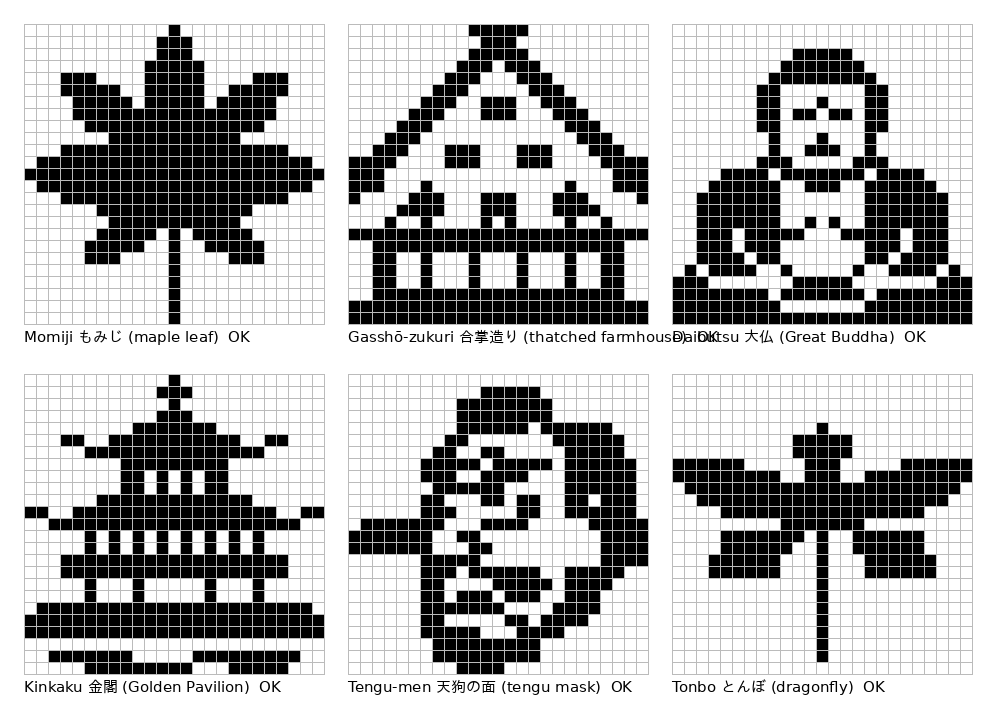 Momiji もみじ (maple leaf)  OK
Gasshō-zukuri 合掌造り (thatched farmhouse)  OK
Daibutsu 大仏 (Great Buddha)  OK
Kinkaku 金閣 (Golden Pavilion)  OK
Tengu-men 天狗の面 (tengu mask)  OK
Tonbo とんぼ (dragonfly)  OK